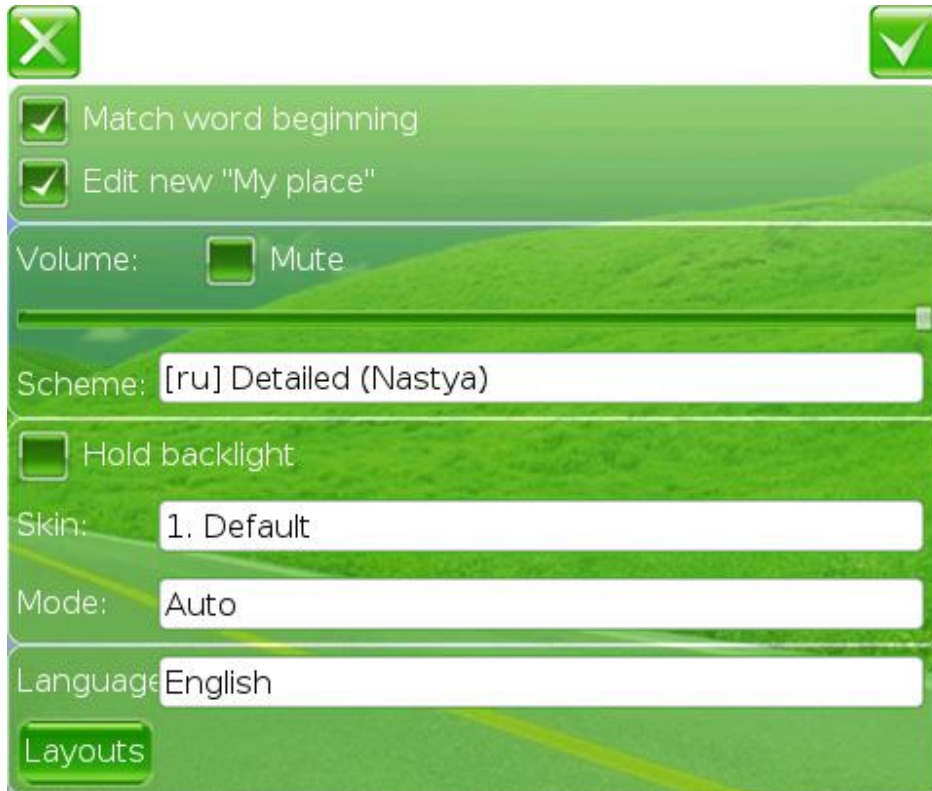 Match word beginning
Edit new "My place"
Volume: Mute
Scheme: [ru] Detailed (Nastya)
Hold backlight
Skin: 1. Default
Mode: Auto
Language English
Layouts